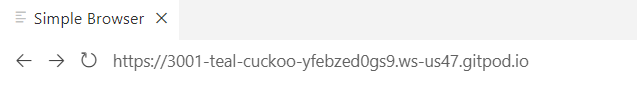 Simple Browser
https://3001-teal-cuckoo-yfebzed0gs9.ws-us47.gitpod.io